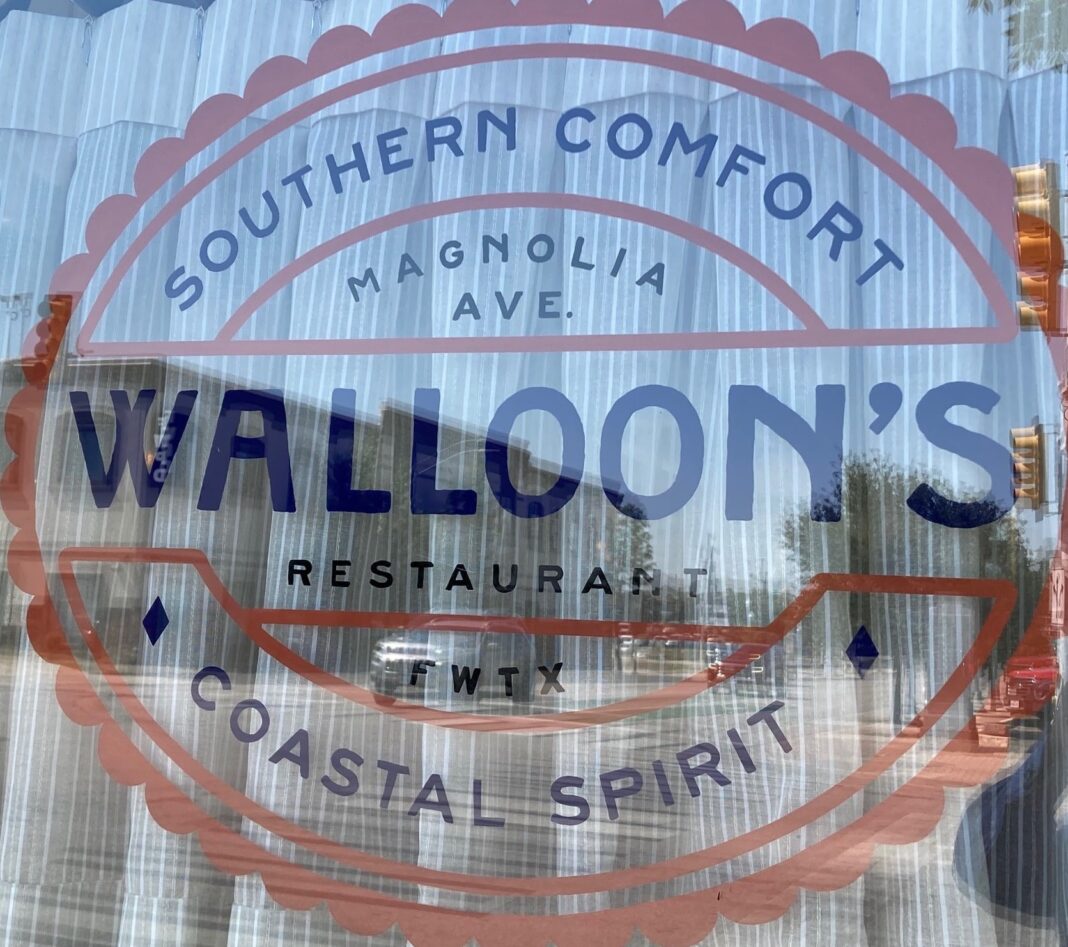 SOUTHERN COMFORT
MAGNOLIA
AVE.
WALLOON'S
RESTAURANT
FWTX
COASTAL SPIRIT